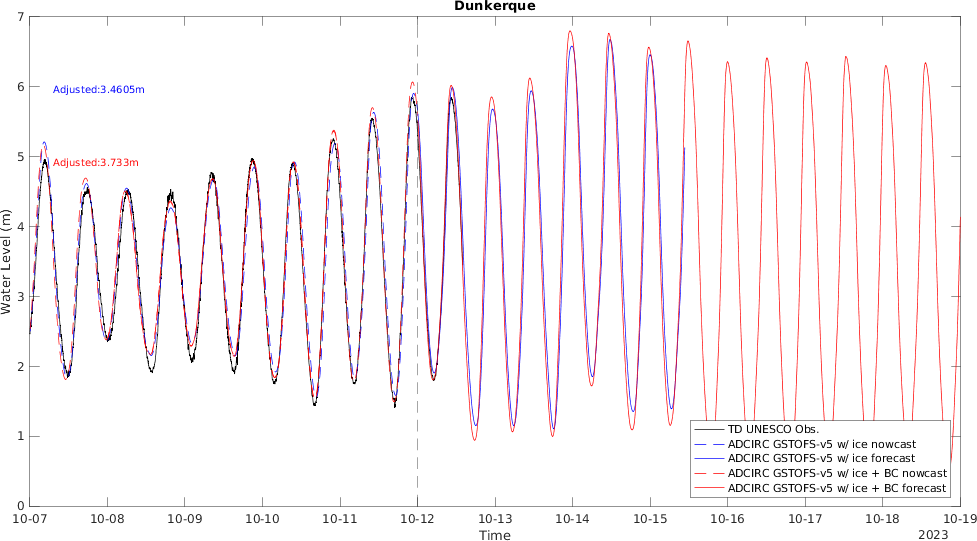 Dunkerque
7
6
5
4
3
2
1
0
Water Level (m)
Adjusted:3.4605m
Adjusted:3.733m
TD UNESCO Obs.
ADCIRC GSTOFS-v5 w/ ice nowcast
ADCIRC GSTOFS-v5 w/ ice forecast
ADCIRC GSTOFS-v5 w/ ice + BC nowcast
ADCIRC GSTOFS-v5 w/ ice + BC forecast
10-07 10-08 10-09 10-10 10-11 10-12 10-13 10-14 10-15 10-16 10-17 10-18 10-19
Time
2023